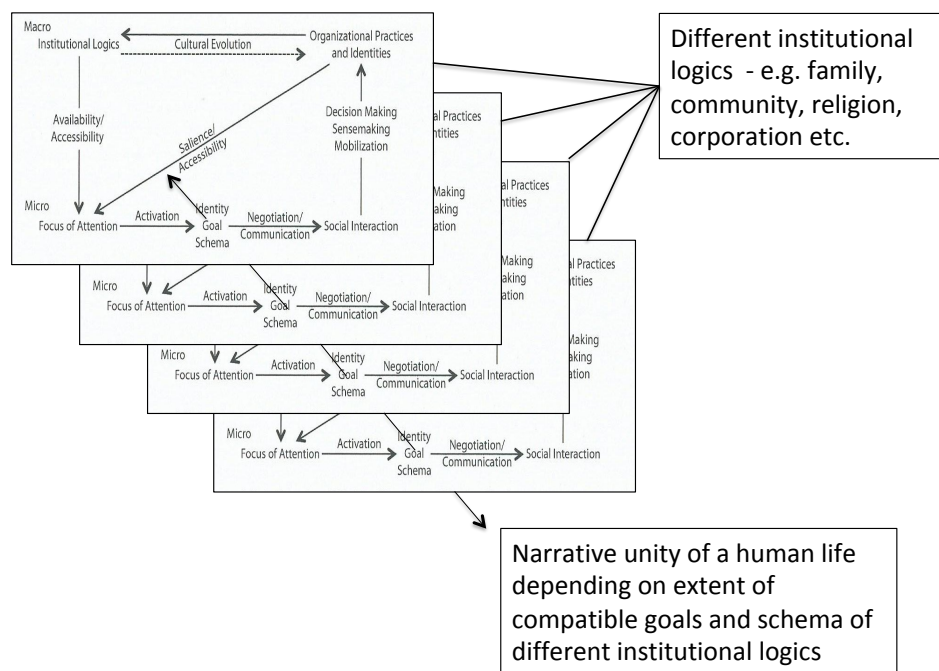 Macro
Institutional Logics
Cultural Evolution
Organizational Practices
and Identities
Availability/
Accessibility
Salience/
Accessibility
Decision Making
Sensemaking
Mobilization
Micro
Focus of Attention
Activation
Identity
Goal
Schema
Negotiation/
Communication
Social Interaction
Different institutional
logics - e.g. family,
community, religion,
corporation etc.
al Practices
ntities
Making
aking
ation
Micro
Focus of Attention
Activation
Identity
Goal
Schema
Negotiation/
Communication
Social Interaction
al Practices
ntities
Making
aking
ation
Micro
Focus of Attention
Activation
Identity
Goal
Schema
Negotiation/
Communication
Social Interaction
al Practices
ntities
Making
aking
ation
Micro
Focus of Attention
Activation
Identity
Goal
Schema
Negotiation/
Communication
Social Interaction
Narrative unity of a human life
depending on extent of
compatible goals and schema of
different institutional logics